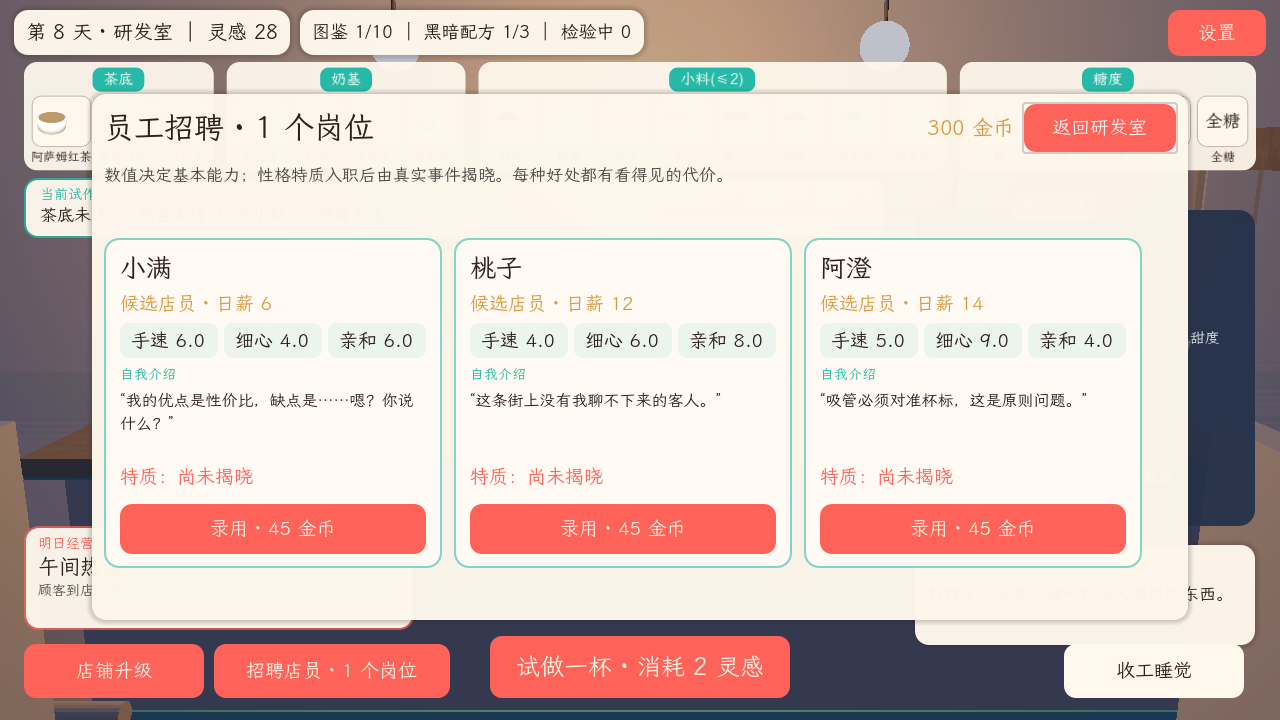 第 8 天・研发室 ｜ 灵感 28
图鉴 1/10 ｜ 黑暗配方 1/3 ｜ 检验中 0
设置
茶底
奶基
小料(≤2)
糖度
阿萨姆红茶
全糖
全糖
当前试作
茶底未
员工招聘・1 个岗位
300 金币
返回研发室
数值决定基本能力；性格特质入职后由真实事件揭晓。每种好处都有看得见的代价。
小满
候选店员・日薪 6
手速 6.0 细心 4.0 亲和 6.0
自我介绍
“我的优点是性价比，缺点是……嗯？你说
什么？”
特质：尚未揭晓
录用・45 金币
桃子
候选店员・日薪 12
手速 4.0 细心 6.0 亲和 8.0
自我介绍
“这条街上没有我聊不下来的客人。”
特质：尚未揭晓
录用・45 金币
阿澄
候选店员・日薪 14
手速 5.0 细心 9.0 亲和 4.0
自我介绍
“吸管必须对准杯标，这是原则问题。”
特质：尚未揭晓
录用・45 金币
甜度
明日经营
午间热
顾客到店
东西。
店铺升级
招聘店员・1 个岗位
试做一杯・消耗 2 灵感
收工睡觉